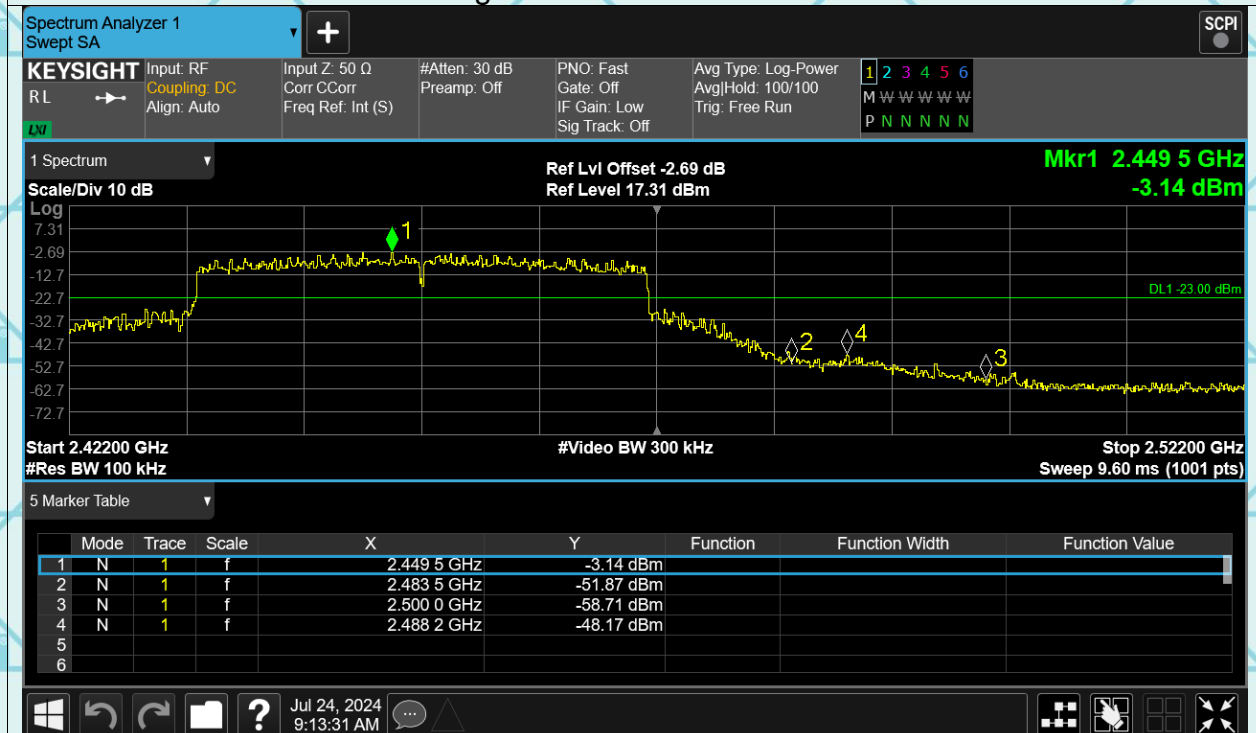 Spectrum Analyzer 1
Swept SA
+
SCPI
KEYSIGHT Input: RF Input Z: 50 Ω #Atten: 30 dB PNO: Fast Avg Type: Log-Power 1 2 3 4 5 6
RL Coupling: DC Corr CCorr Preamp: Off Gate: Off Avg|Hold: 100/100 M W W W W W
Align: Auto Freq Ref: Int (S) IF Gain: Low Trig: Free Run
LXI Sig Track: Off P N N N N N
1 Spectrum Ref Lvl Offset -2.69 dB Mkr1 2.449 5 GHz
Scale/Div 10 dB Ref Level 17.31 dBm -3.14 dBm
Log
7.31
1
-2.69
-12.7
-22.7 DL1 -23.00 dBm
-32.7
-42.7 2 4
-52.7 3
-62.7
-72.7
Start 2.42200 GHz #Video BW 300 kHz Stop 2.52200 GHz
#Res BW 100 kHz Sweep 9.60 ms (1001 pts)
5 Marker Table
Mode Trace Scale X Y Function Function Width Function Value
1 N 1 f 2.449 5 GHz -3.14 dBm
2 N 1 f 2.483 5 GHz -51.87 dBm
3 N 1 f 2.500 0 GHz -58.71 dBm
4 N 1 f 2.488 2 GHz -48.17 dBm
5
6
? Jul 24, 2024
9:13:31 AM